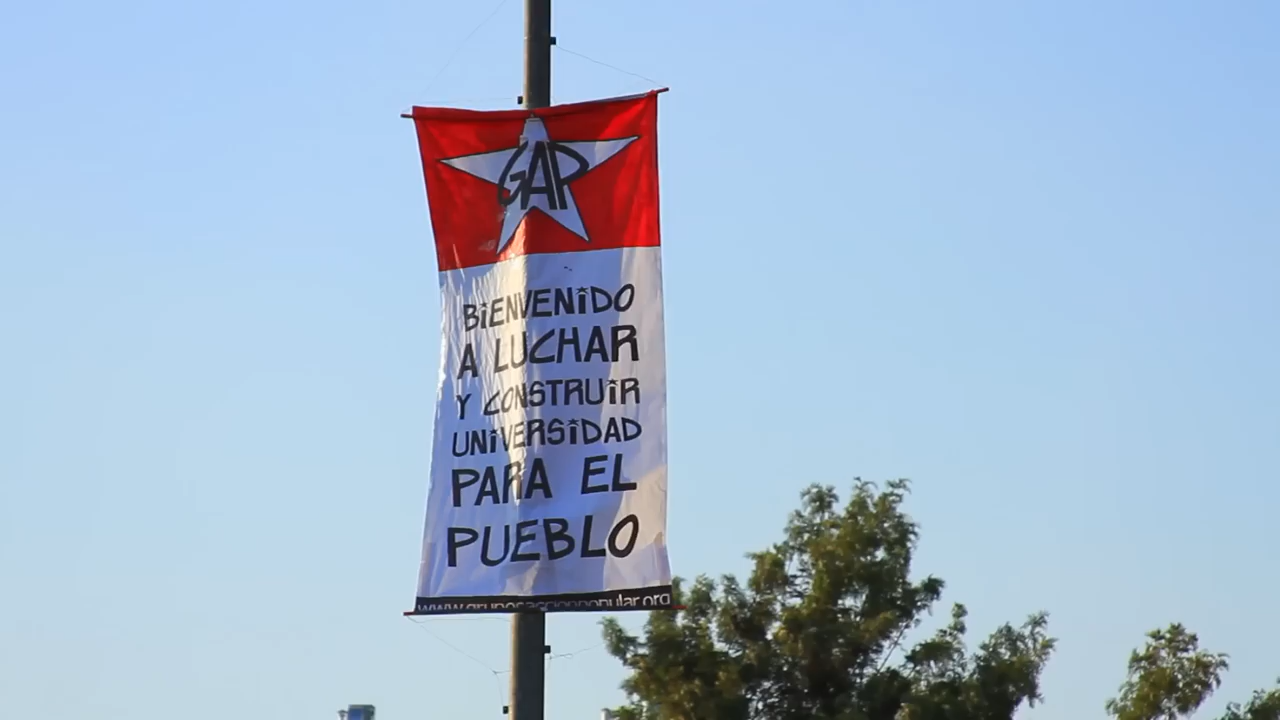 GAP
BiENVENiDO
A LUCHAR
Y CONSTRUiR
UNiVERSiDAD
PARA EL
PUEBLO
www.grupoaccionpopular.org